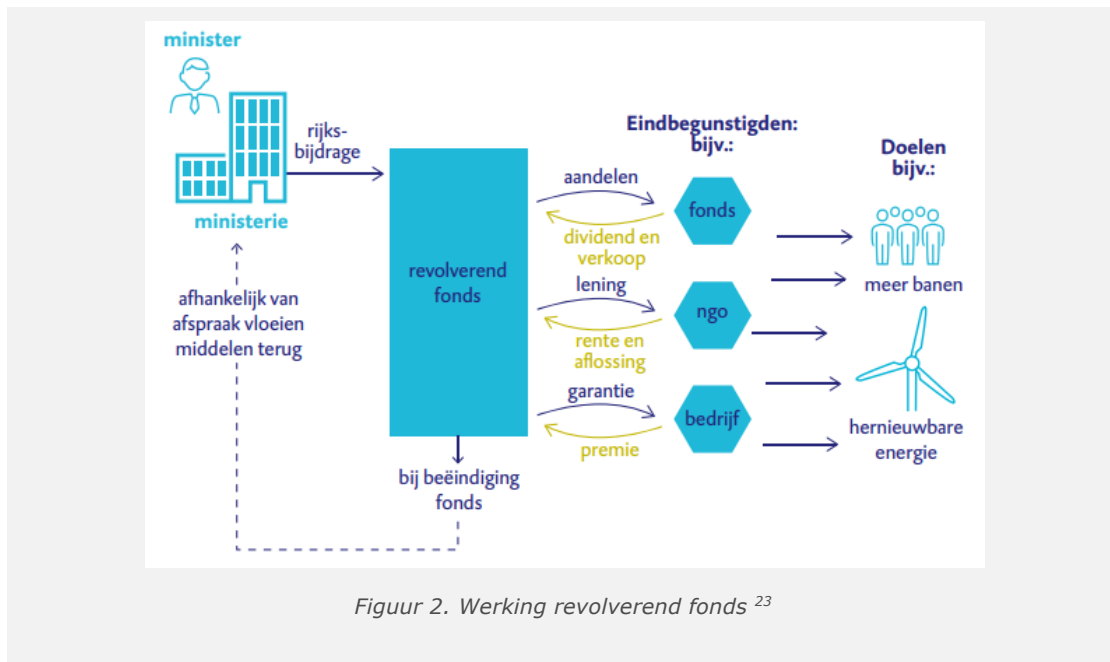 minister
rijks-
bijdrage
ministerie
afhankelijk van
afspraak vloeien
middelen terug
revolverend
fonds
bij beëindiging
fonds
Eindbegunstigden:
bijv.:
aandelen
fonds
dividend en
verkoop
lening
ngo
rente en
aflossing
garantie
bedrijf
premie
Doelen
bijv.:
meer banen
hernieuwbare
energie
Figuur 2. Werking revolverend fonds 23